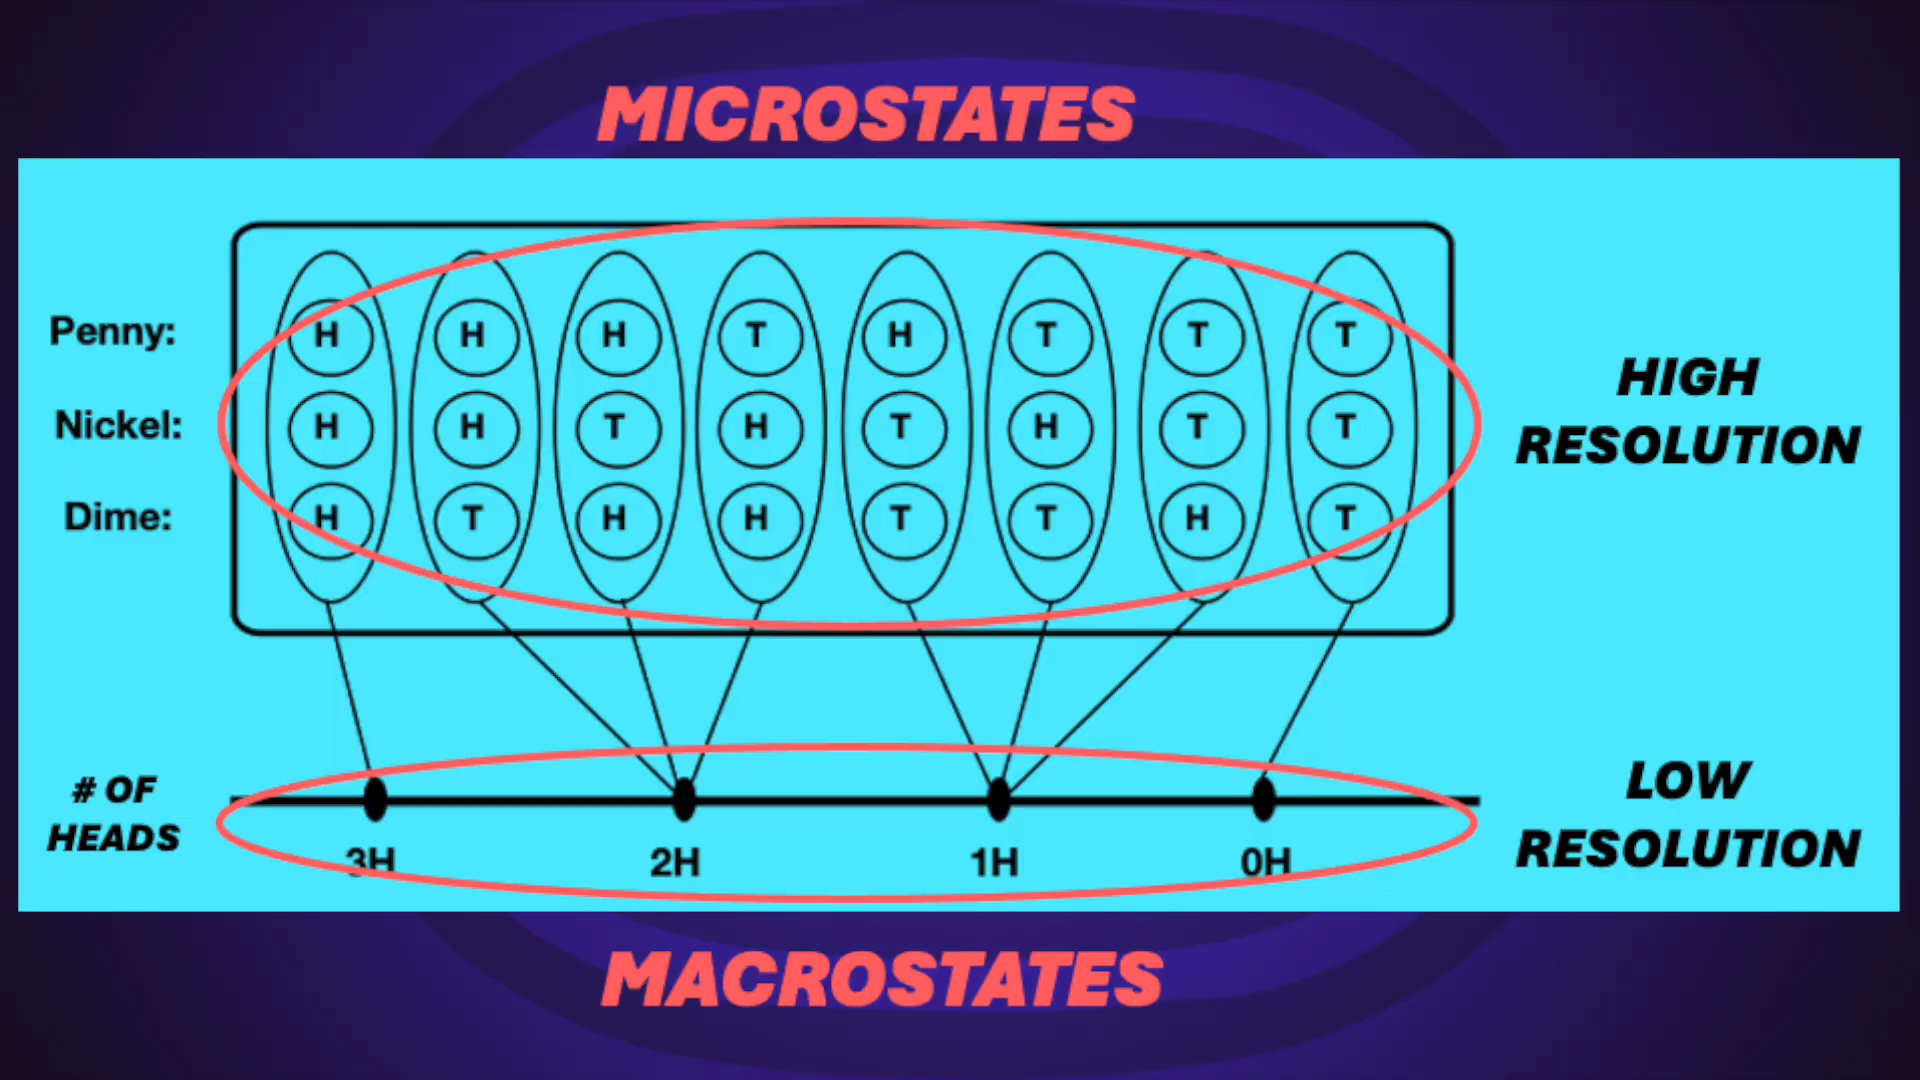 MICROSTATES
Penny: H H H T H T T T
Nickel: H H T H T H T T
Dime: H T H H T T H T
HIGH
RESOLUTION
# OF
HEADS
3H 2H 1H 0H
LOW
RESOLUTION
MACROSTATES